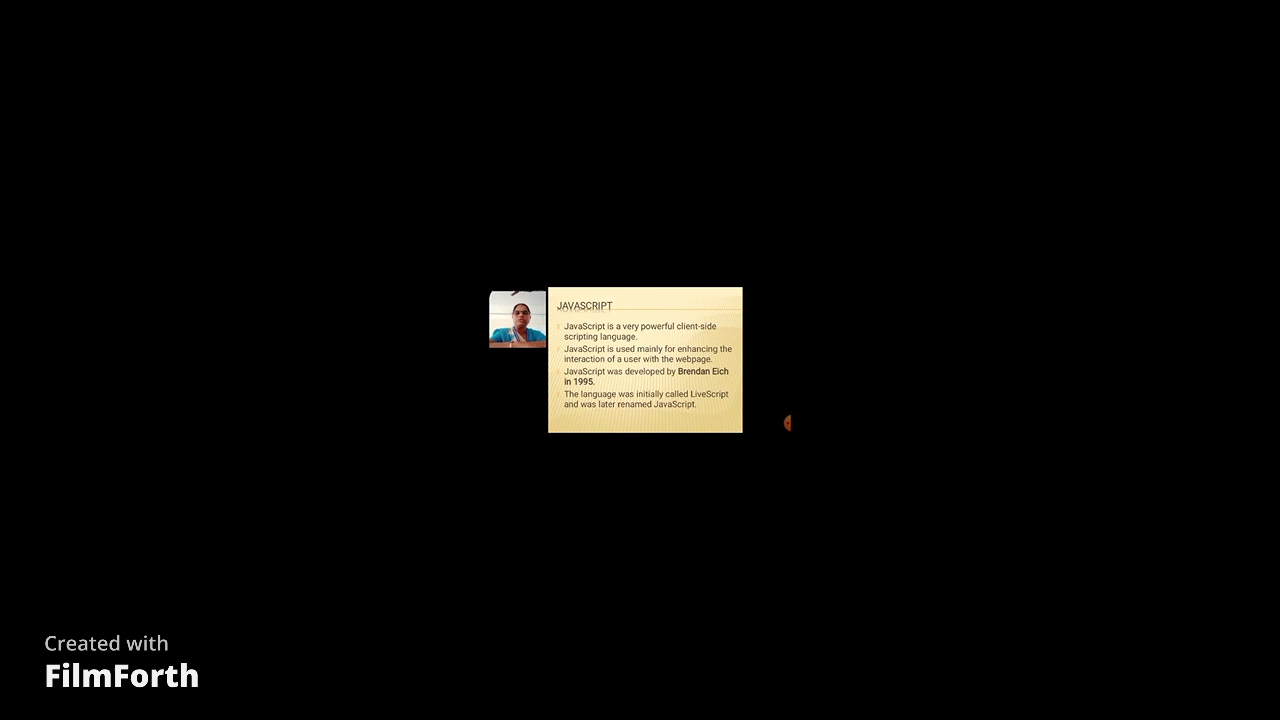 JAVASCRIPT
JavaScript is a very powerful client-side
scripting language.
JavaScript is used mainly for enhancing the
interaction of a user with the webpage.
JavaScript was developed by Brendan Eich
in 1995.
The language was initially called LiveScript
and was later renamed JavaScript.
Created with
FilmForth